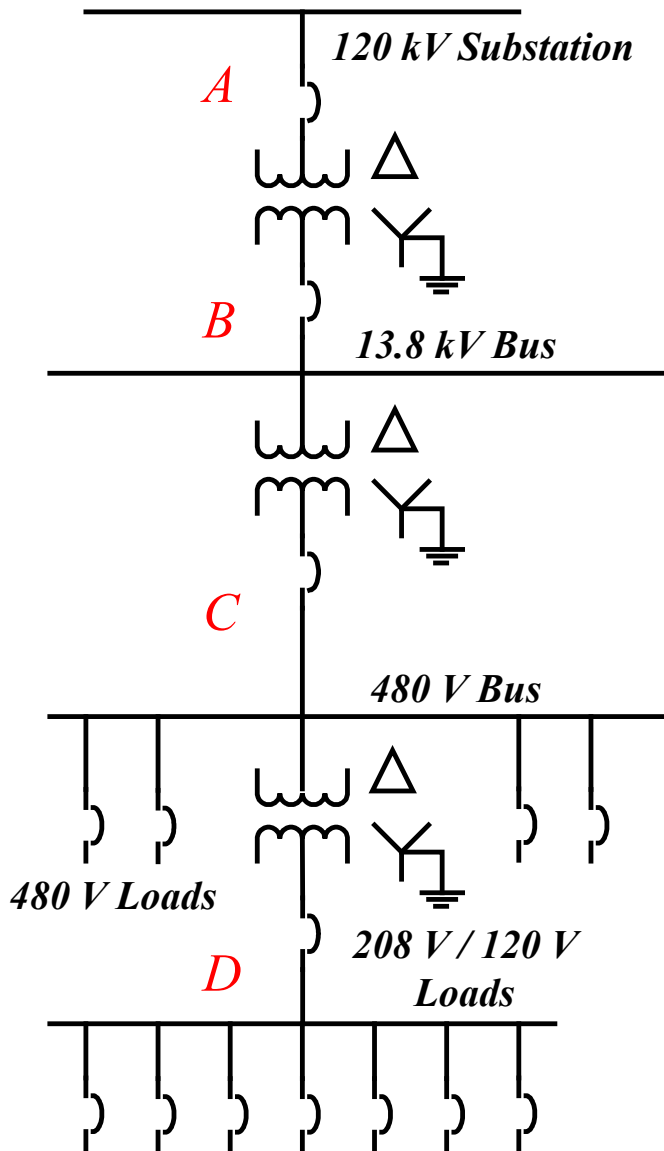 120 kV Substation
A
B
13.8 kV Bus
C
480 V Bus
480 V Loads
208 V / 120 V
Loads
D